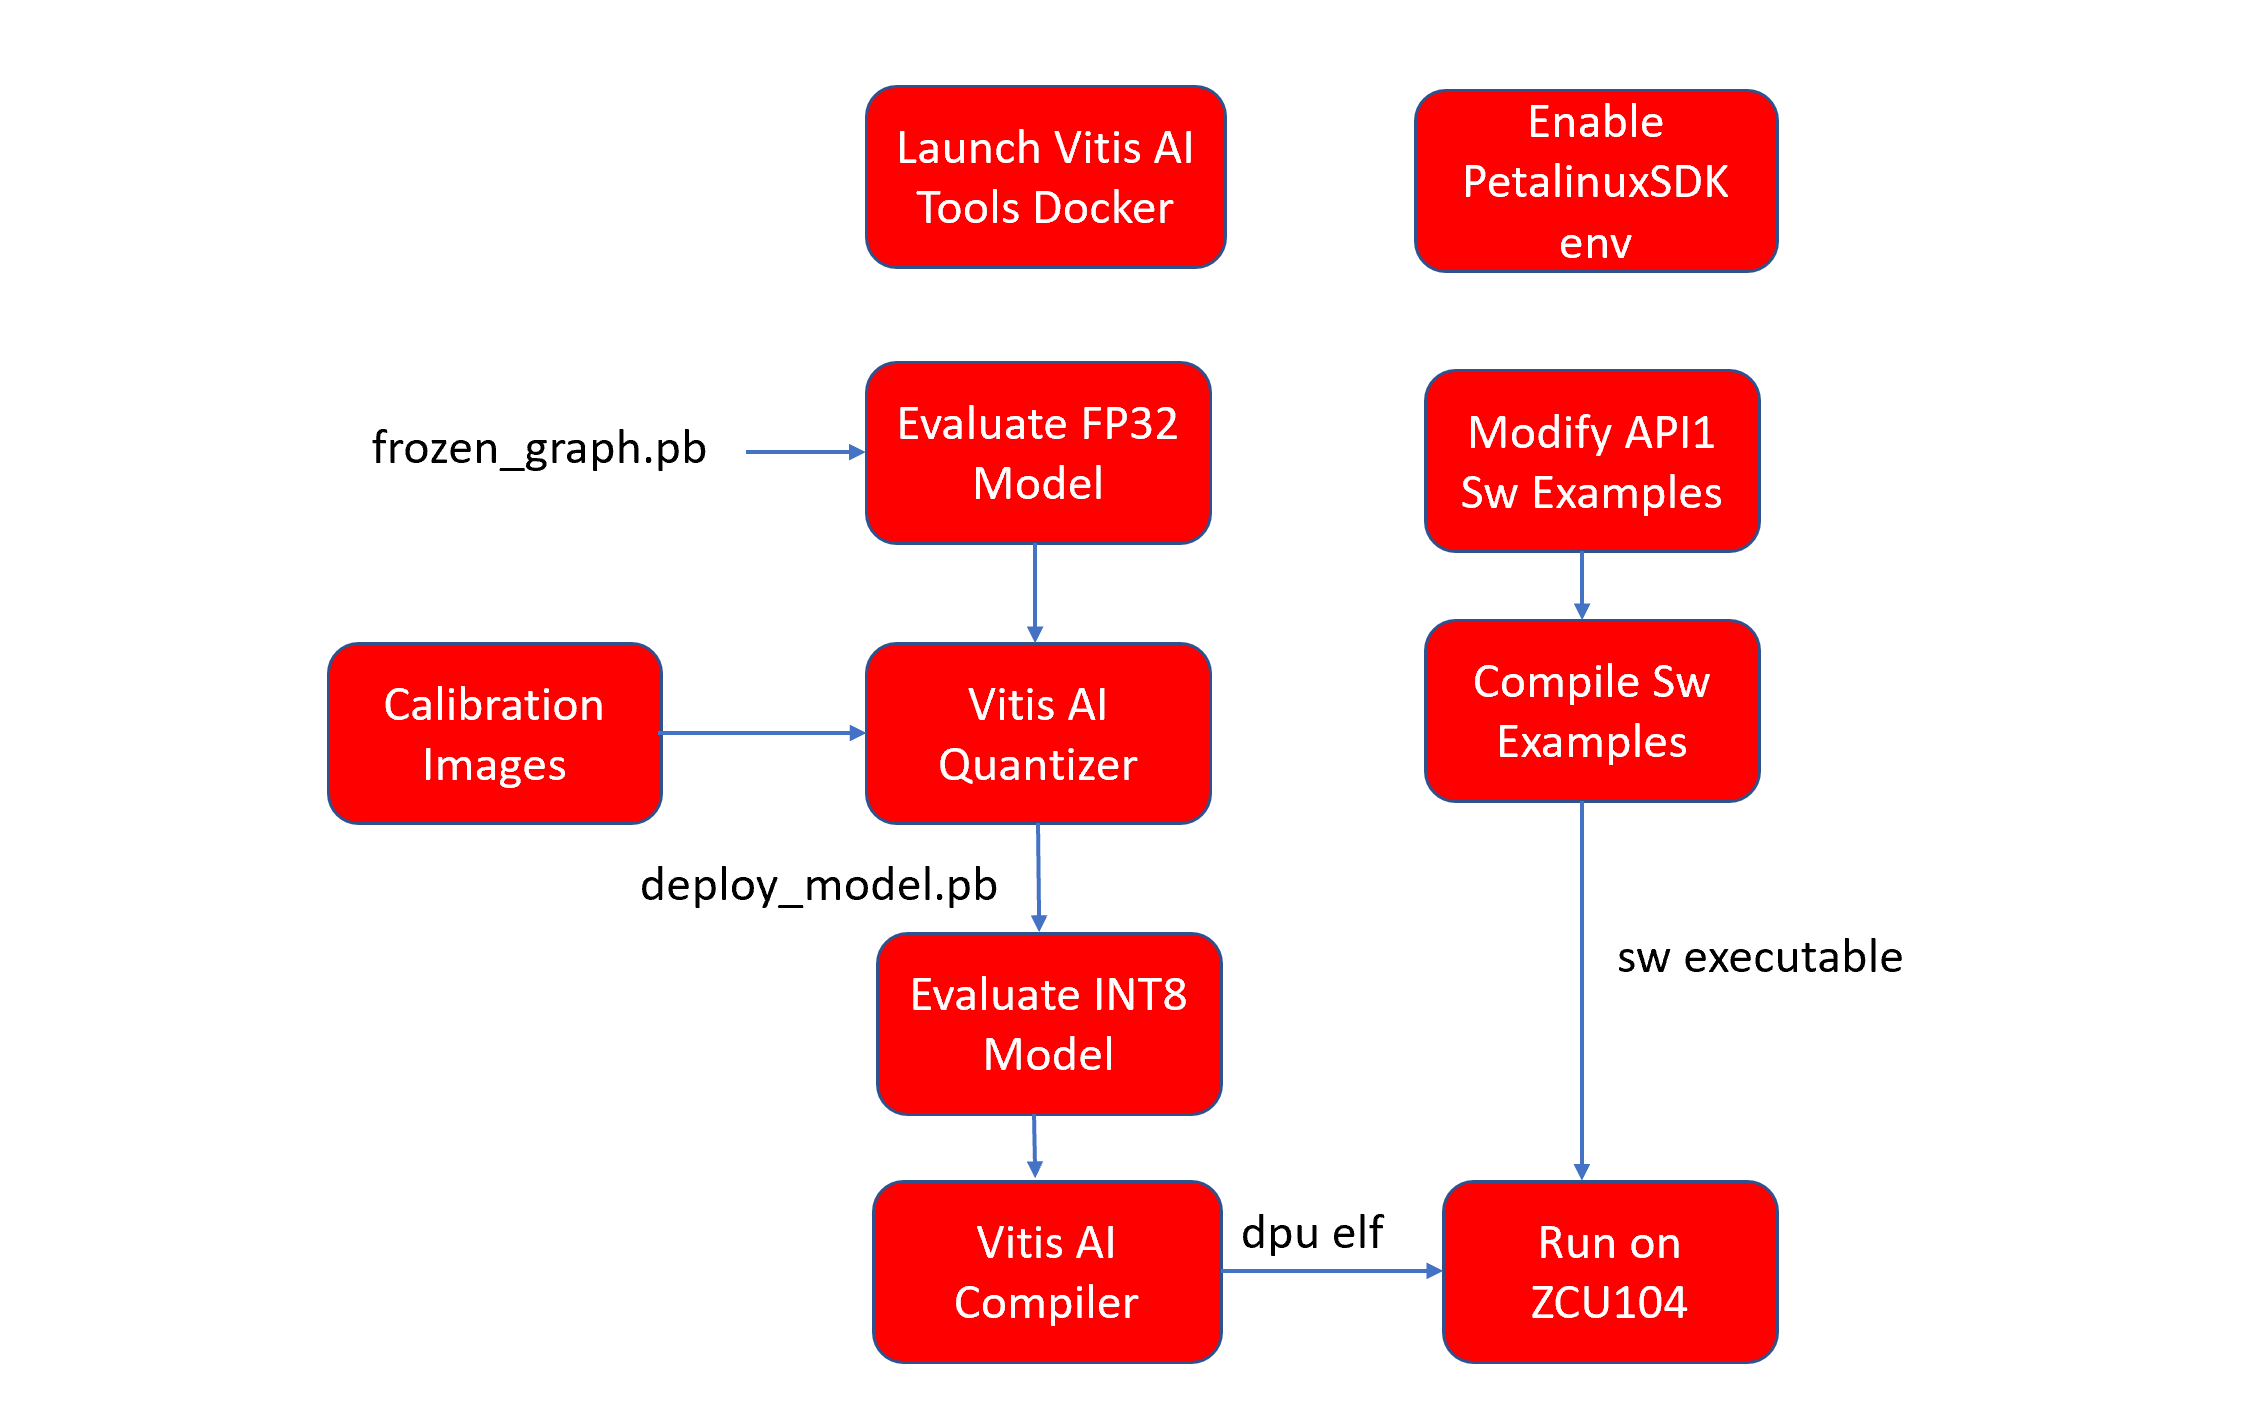 Launch Vitis AI
Tools Docker
Enable
PetalinuxSDK
env
frozen_graph.pb
Evaluate FP32
Model
Modify API1
Sw Examples
Calibration
Images
Vitis AI
Quantizer
Compile Sw
Examples
deploy_model.pb
sw executable
Evaluate INT8
Model
Vitis AI
Compiler
dpu elf
Run on
ZCU104